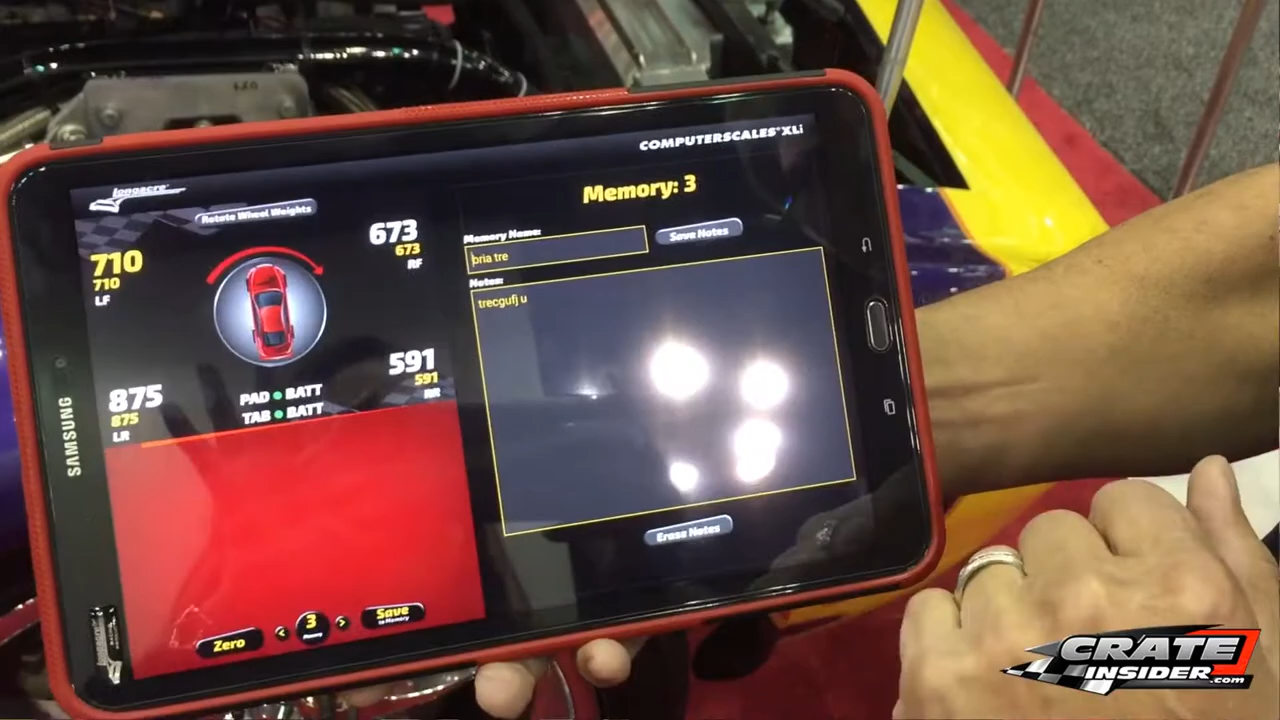 020
COMPUTERSCALES XLi
longacre
Rotate Wheel Weights
710
710
LF
673
673
RF
875
875
LR
591
591
RR
PAD BATT
TAB BATT
Memory: 3
Memory Name:
bria tre
Save Notes
Notes:
trecgufj u
Erase Notes
Zero
<
3
Memory
>
Save
to Memory
SAMSUNG
CRATE
INSIDER.com